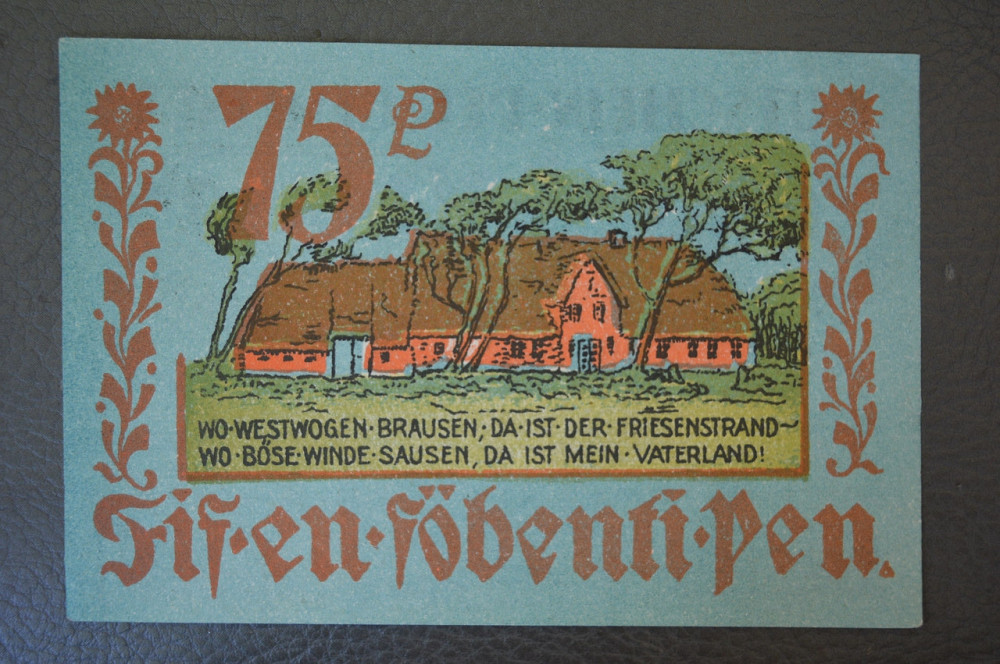 75 ₰
WO·WESTWOGEN·BRAUSEN, DA·IST·DER·FRIESENSTRAND~
WO·BÖSE·WINDE·SAUSEN, DA IST MEIN·VATERLAND!
Fif·en·föbenti·Pen.